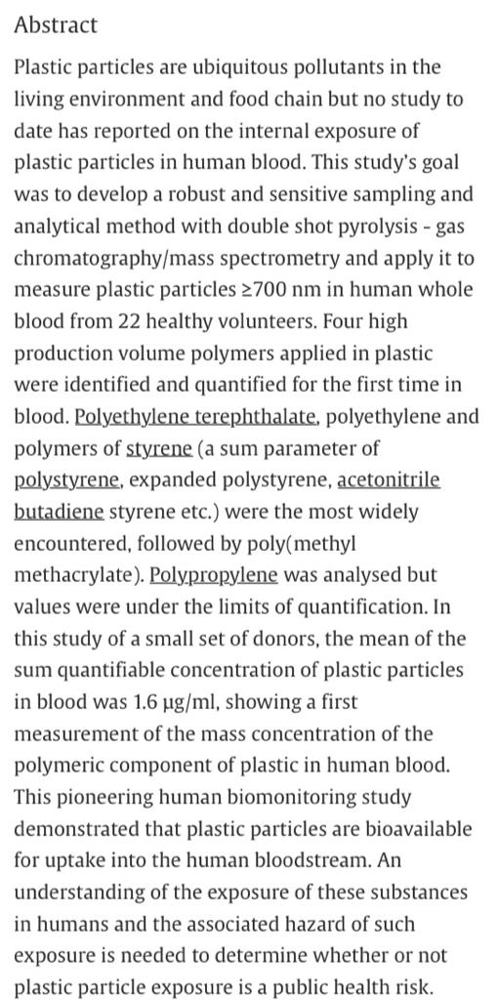 Abstract
Plastic particles are ubiquitous pollutants in the
living environment and food chain but no study to
date has reported on the internal exposure of
plastic particles in human blood. This study's goal
was to develop a robust and sensitive sampling and
analytical method with double shot pyrolysis - gas
chromatography/mass spectrometry and apply it to
measure plastic particles ≥700 nm in human whole
blood from 22 healthy volunteers. Four high
production volume polymers applied in plastic
were identified and quantified for the first time in
blood. Polyethylene terephthalate, polyethylene and
polymers of styrene (a sum parameter of
polystyrene, expanded polystyrene, acetonitrile
butadiene styrene etc.) were the most widely
encountered, followed by poly(methyl
methacrylate). Polypropylene was analysed but
values were under the limits of quantification. In
this study of a small set of donors, the mean of the
sum quantifiable concentration of plastic particles
in blood was 1.6 µg/ml, showing a first
measurement of the mass concentration of the
polymeric component of plastic in human blood.
This pioneering human biomonitoring study
demonstrated that plastic particles are bioavailable
for uptake into the human bloodstream. An
understanding of the exposure of these substances
in humans and the associated hazard of such
exposure is needed to determine whether or not
plastic particle exposure is a public health risk.